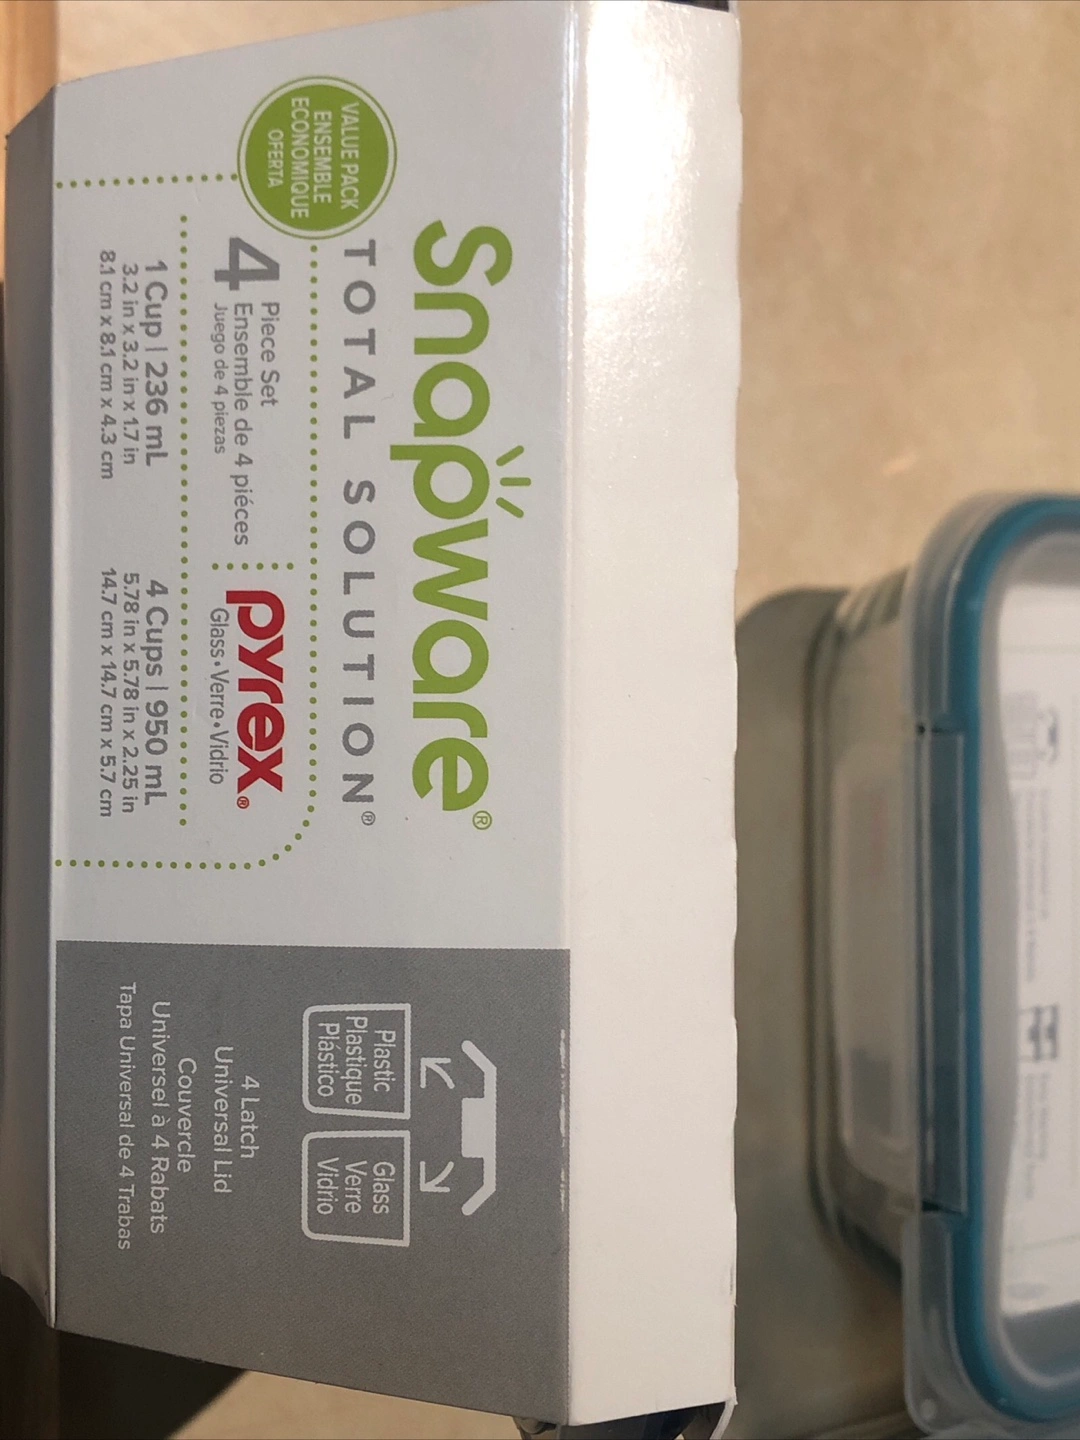 VALUE PACK
ENSEMBLE
ECONOMIQUE
OFERTA
Snapware®
TOTAL SOLUTION®
4 Piece Set
Ensemble de 4 piéces
Juego de 4 piezas
pyrex®
Glass•Verre•Vidrio
1 Cup | 236 mL
3.2 in x 3.2 in x 1.7 in
8.1 cm x 8.1 cm x 4.3 cm
4 Cups | 950 mL
5.78 in x 5.78 in x 2.25 in
14.7 cm x 14.7 cm x 5.7 cm
Plastic
Plastique
Plástico
Glass
Verre
Vidrio
4 Latch
Universal Lid
Couvercle
Universel à 4 Rabats
Tapa Universal de 4 Trabas